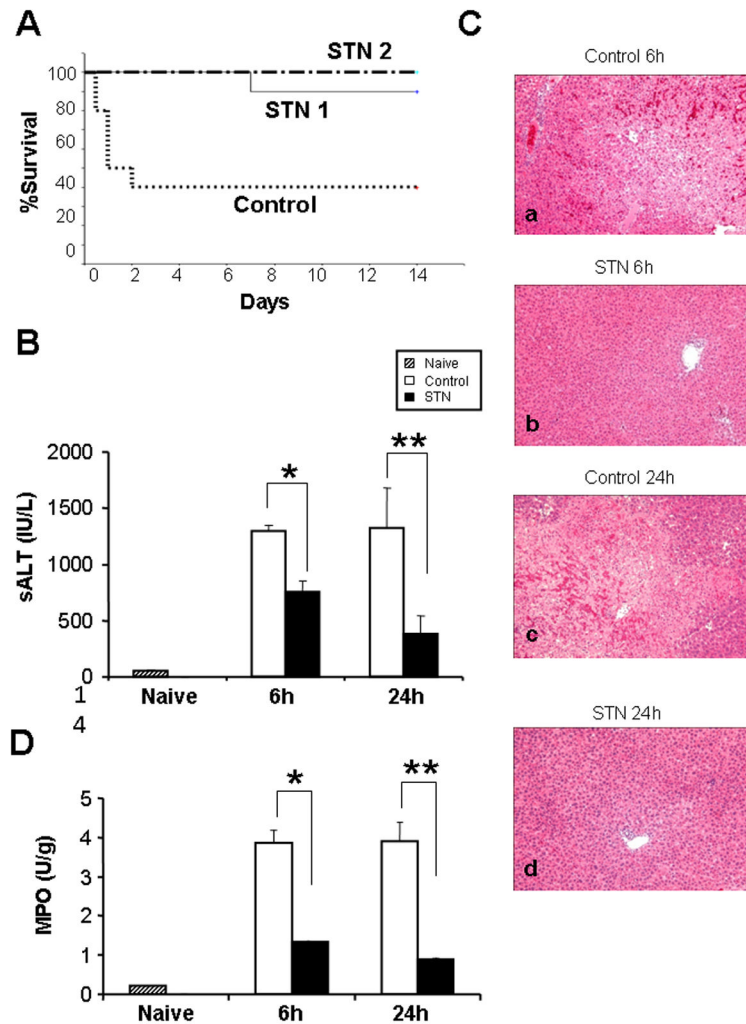 A
STN 2
100
80
60
40
20
0
STN 1
Control
%Survival
0 2 4 6 8 10 12 14
Days
B
Naive
Control
STN
2000
1500
1000
500
0
sALT (IU/L)
* **
Naive 6h 24h
1
4
D
5
4
3
2
1
0
MPO (U/g)
* **
Naive 6h 24h
C
Control 6h
a
STN 6h
b
Control 24h
c
STN 24h
d